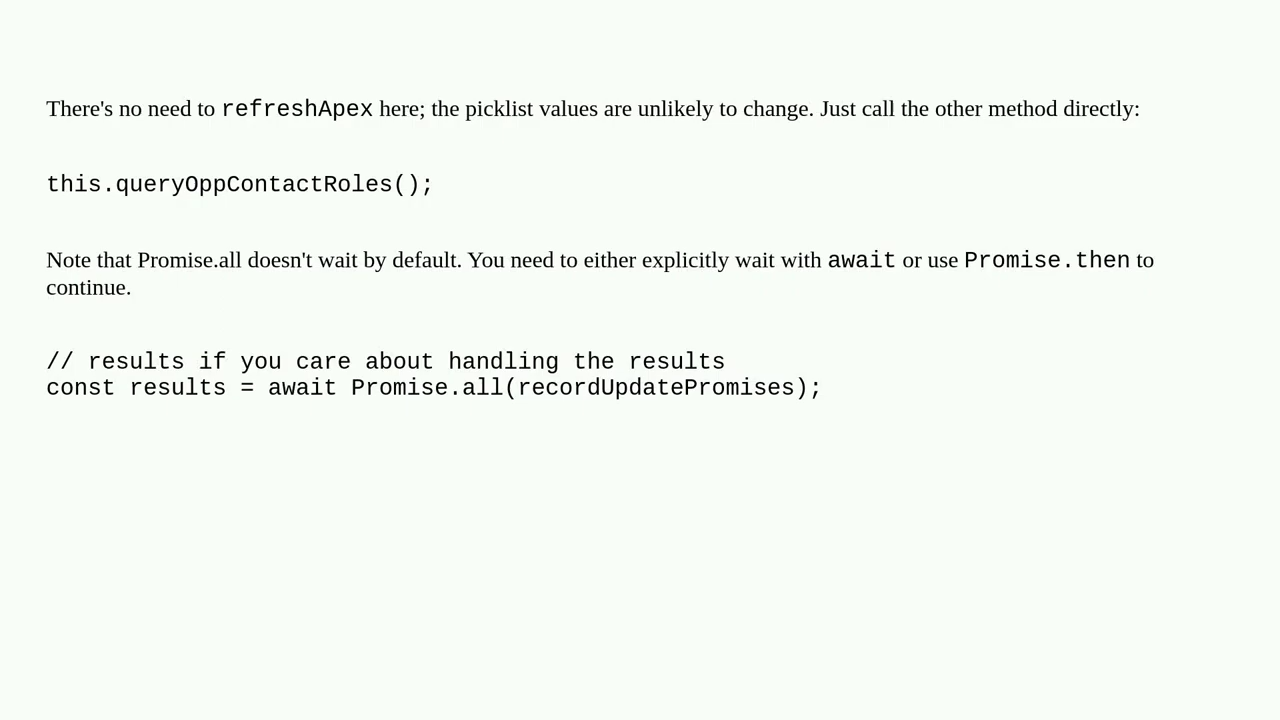 There's no need to refreshApex here; the picklist values are unlikely to change. Just call the other method directly:
this.queryOppContactRoles();
Note that Promise.all doesn't wait by default. You need to either explicitly wait with await or use Promise.then to
continue.
// results if you care about handling the results
const results = await Promise.all(recordUpdatePromises);